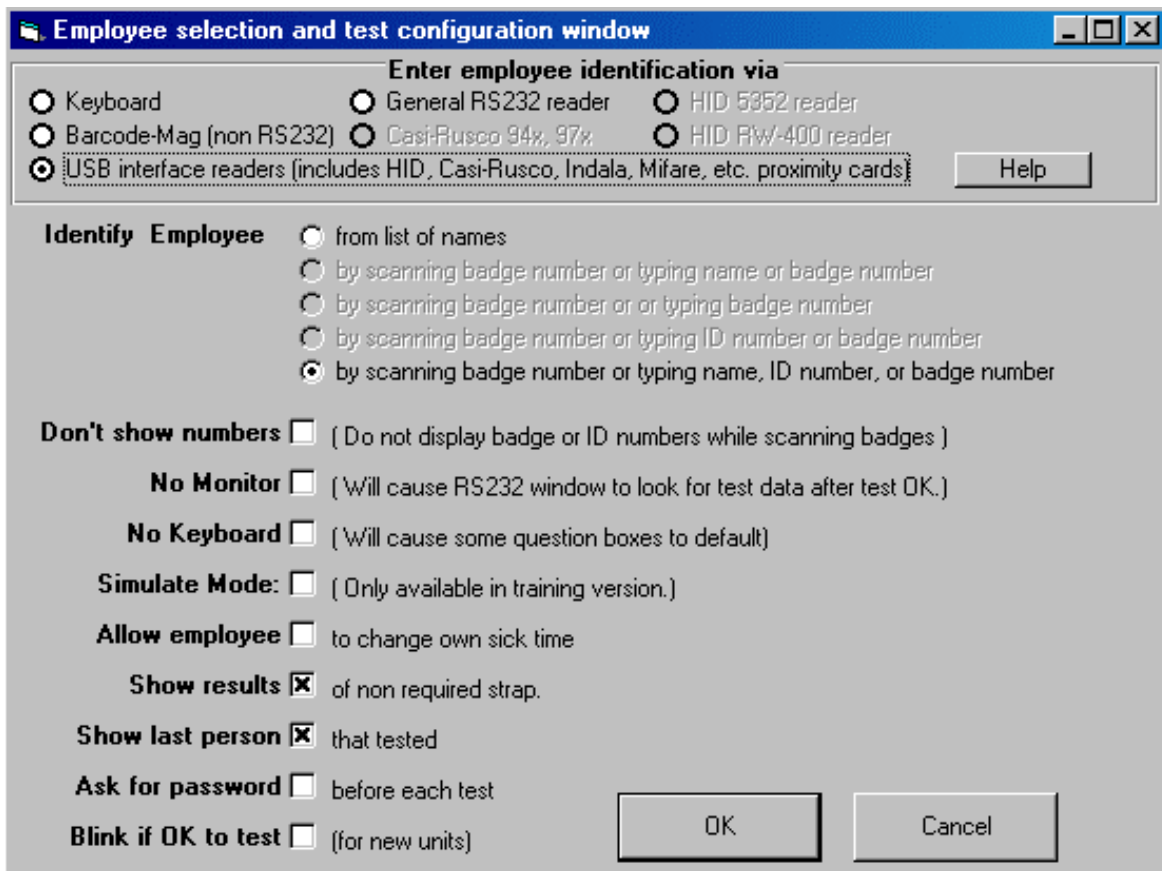 Employee selection and test configuration window
Enter employee identification via
Keyboard General RS232 reader HID 5352 reader
Barcode-Mag (non RS232) Casi-Rusco 94x, 97x HID RW-400 reader
USB interface readers (includes HID, Casi-Rusco, Indala, Mifare, etc. proximity cards) Help
Identify Employee from list of names
by scanning badge number or typing name or badge number
by scanning badge number or or typing badge number
by scanning badge number or typing ID number or badge number
by scanning badge number or typing name, ID number, or badge number
Don't show numbers ( Do not display badge or ID numbers while scanning badges )
No Monitor ( Will cause RS232 window to look for test data after test OK.)
No Keyboard ( Will cause some question boxes to default)
Simulate Mode: ( Only available in training version.)
Allow employee to change own sick time
Show results of non required strap.
Show last person that tested
Ask for password before each test
Blink if OK to test (for new units)
OK Cancel